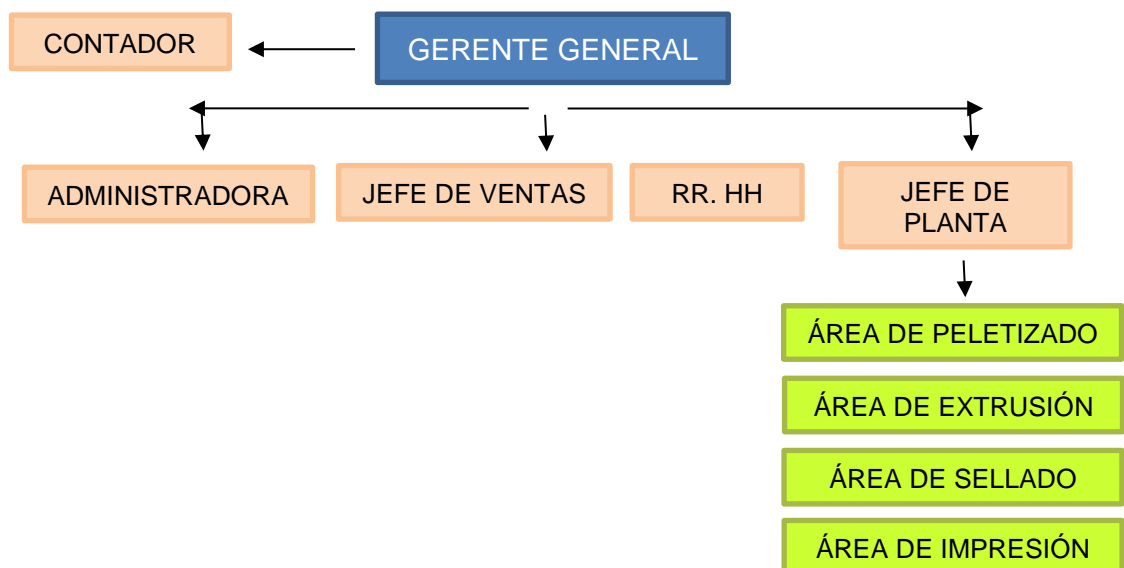 CONTADOR
GERENTE GENERAL
ADMINISTRADORA
JEFE DE VENTAS
RR. HH
JEFE DE
PLANTA
ÁREA DE PELETIZADO
ÁREA DE EXTRUSIÓN
ÁREA DE SELLADO
ÁREA DE IMPRESIÓN